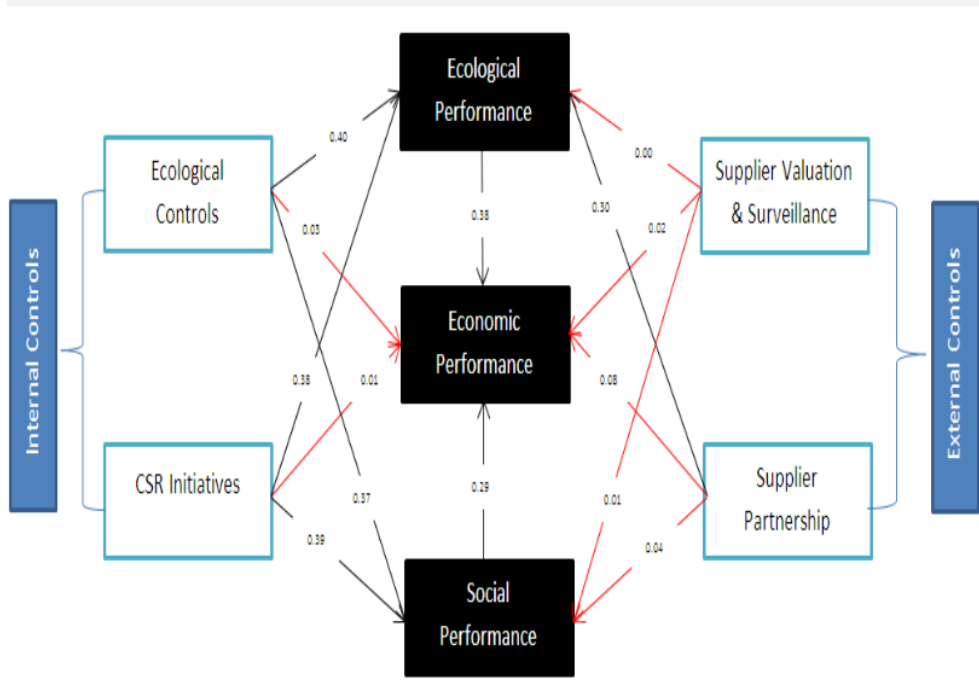 Ecological
Performance
0.40
0.00
Ecological
Controls
Supplier Valuation
& Surveillance
0.38
0.30
0.03
0.02
Internal Controls
Economic
Performance
External Controls
0.38
0.01
0.08
CSR Initiatives
0.37
0.29
0.01
Supplier
Partnership
0.39
0.04
Social
Performance